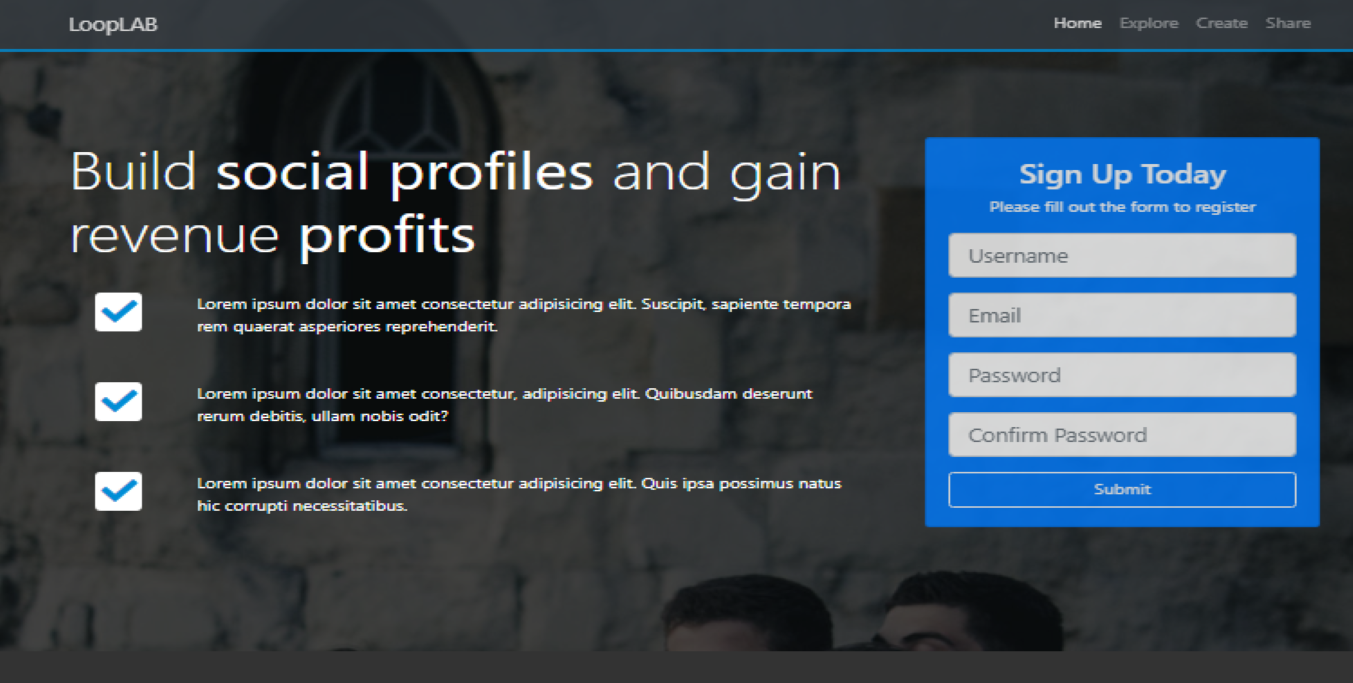 LoopLAB
Home Explore Create Share
Build social profiles and gain
revenue profits
Lorem ipsum dolor sit amet consectetur adipisicing elit. Suscipit, sapiente tempora
rem quaerat asperiores reprehenderit.
Lorem ipsum dolor sit amet consectetur, adipisicing elit. Quibusdam deserunt
rerum debitis, ullam nobis odit?
Lorem ipsum dolor sit amet consectetur adipisicing elit. Quis ipsa possimus natus
hic corrupti necessitatibus.
Sign Up Today
Please fill out the form to register
Username
Email
Password
Confirm Password
Submit